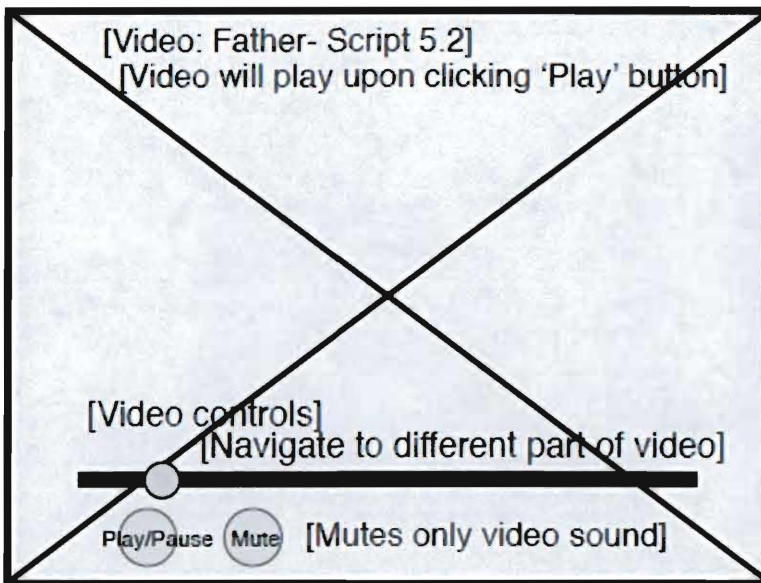 [Video: Father- Script 5.2]
[Video will play upon clicking ‘Play’ button]
[Video controls]
[Navigate to different part of video]
Play/Pause Mute [Mutes only video sound]